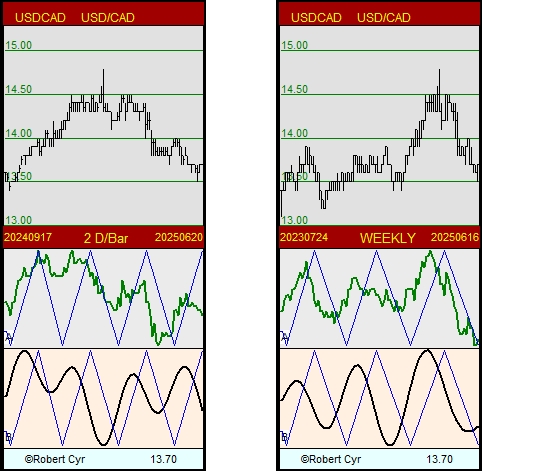 USDCAD USD/CAD
15.00
14.50
14.00
13.50
13.00
20240917 2 D/Bar 20250620
A
B
©Robert Cyr 13.70
USDCAD USD/CAD
15.00
14.50
14.00
13.50
13.00
20230724 WEEKLY 20250616
A
B
©Robert Cyr 13.70